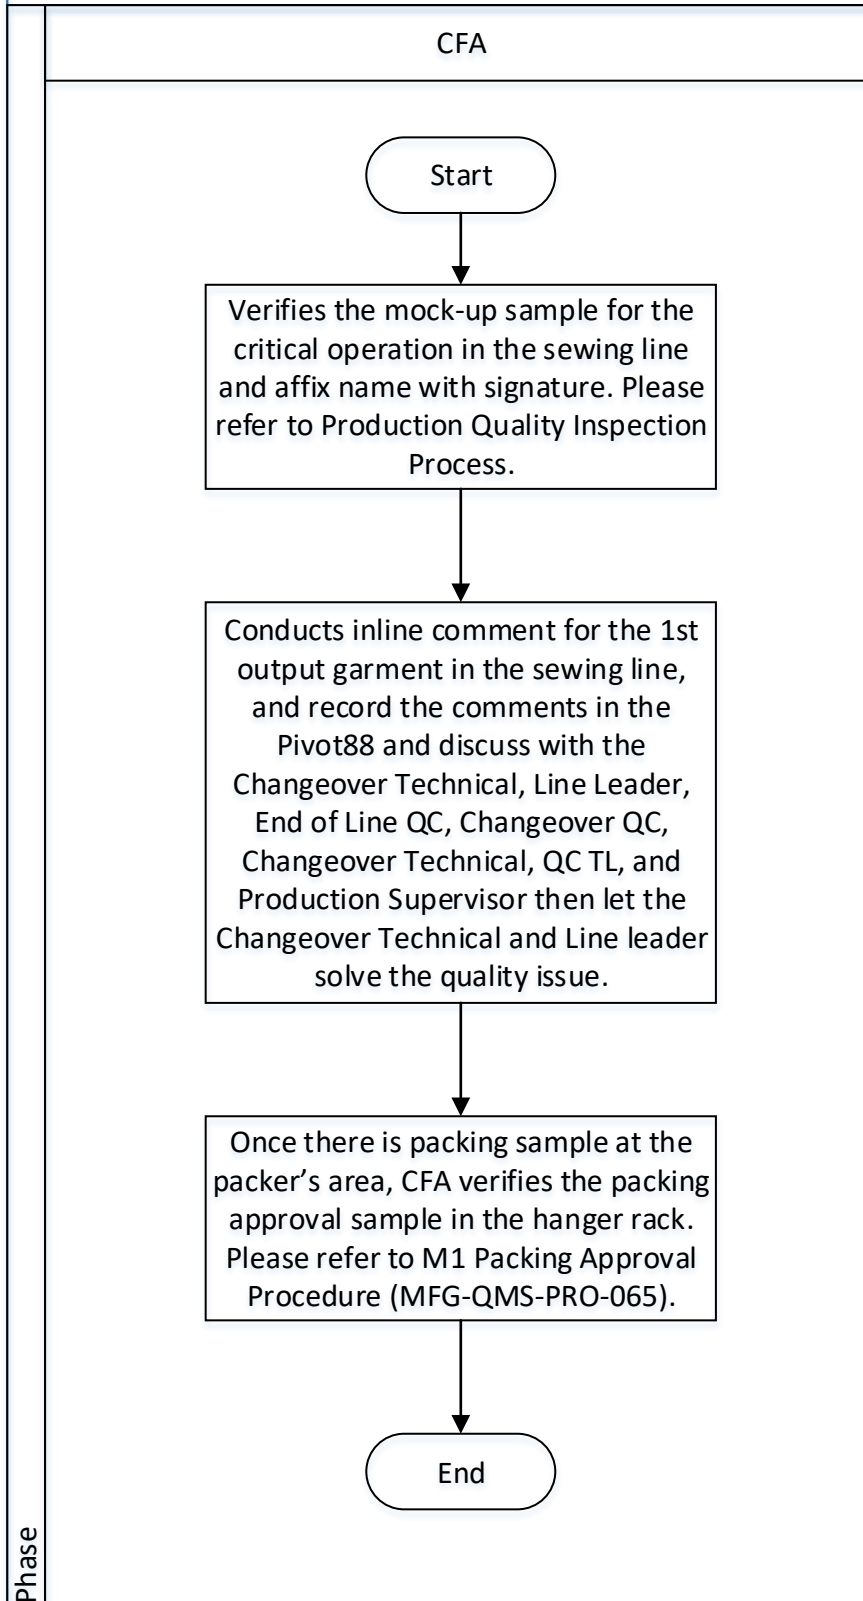 CFA
Start
Verifies the mock-up sample for the
critical operation in the sewing line
and affix name with signature. Please
refer to Production Quality Inspection
Process.
Conducts inline comment for the 1st
output garment in the sewing line,
and record the comments in the
Pivot88 and discuss with the
Changeover Technical, Line Leader,
End of Line QC, Changeover QC,
Changeover Technical, QC TL, and
Production Supervisor then let the
Changeover Technical and Line leader
solve the quality issue.
Once there is packing sample at the
packer’s area, CFA verifies the packing
approval sample in the hanger rack.
Please refer to M1 Packing Approval
Procedure (MFG-QMS-PRO-065).
End
Phase